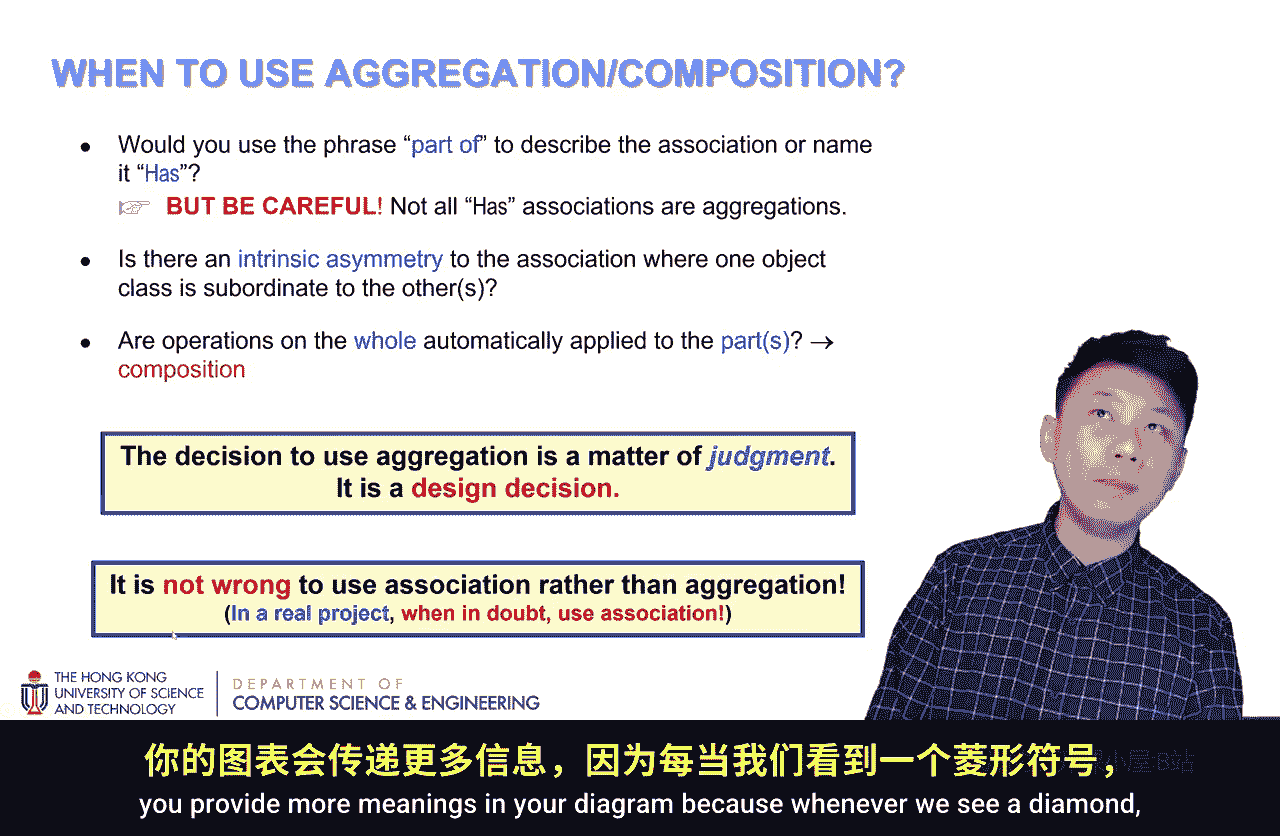 WHEN TO USE AGGREGATION/COMPOSITION?
● Would you use the phrase “part of” to describe the association or name
it “Has”?
☞ BUT BE CAREFUL! Not all “Has” associations are aggregations.
● Is there an intrinsic asymmetry to the association where one object
class is subordinate to the other(s)?
● Are operations on the whole automatically applied to the part(s)? →
composition
The decision to use aggregation is a matter of judgment.
It is a design decision.
It is not wrong to use association rather than aggregation!
(In a real project, when in doubt, use association!)
THE HONG KONG
UNIVERSITY OF SCIENCE
AND TECHNOLOGY
DEPARTMENT OF
COMPUTER SCIENCE & ENGINEERING
你的图表会传递更多信息，因为每当我们看到一个菱形符号，
you provide more meanings in your diagram because whenever we see a diamond,